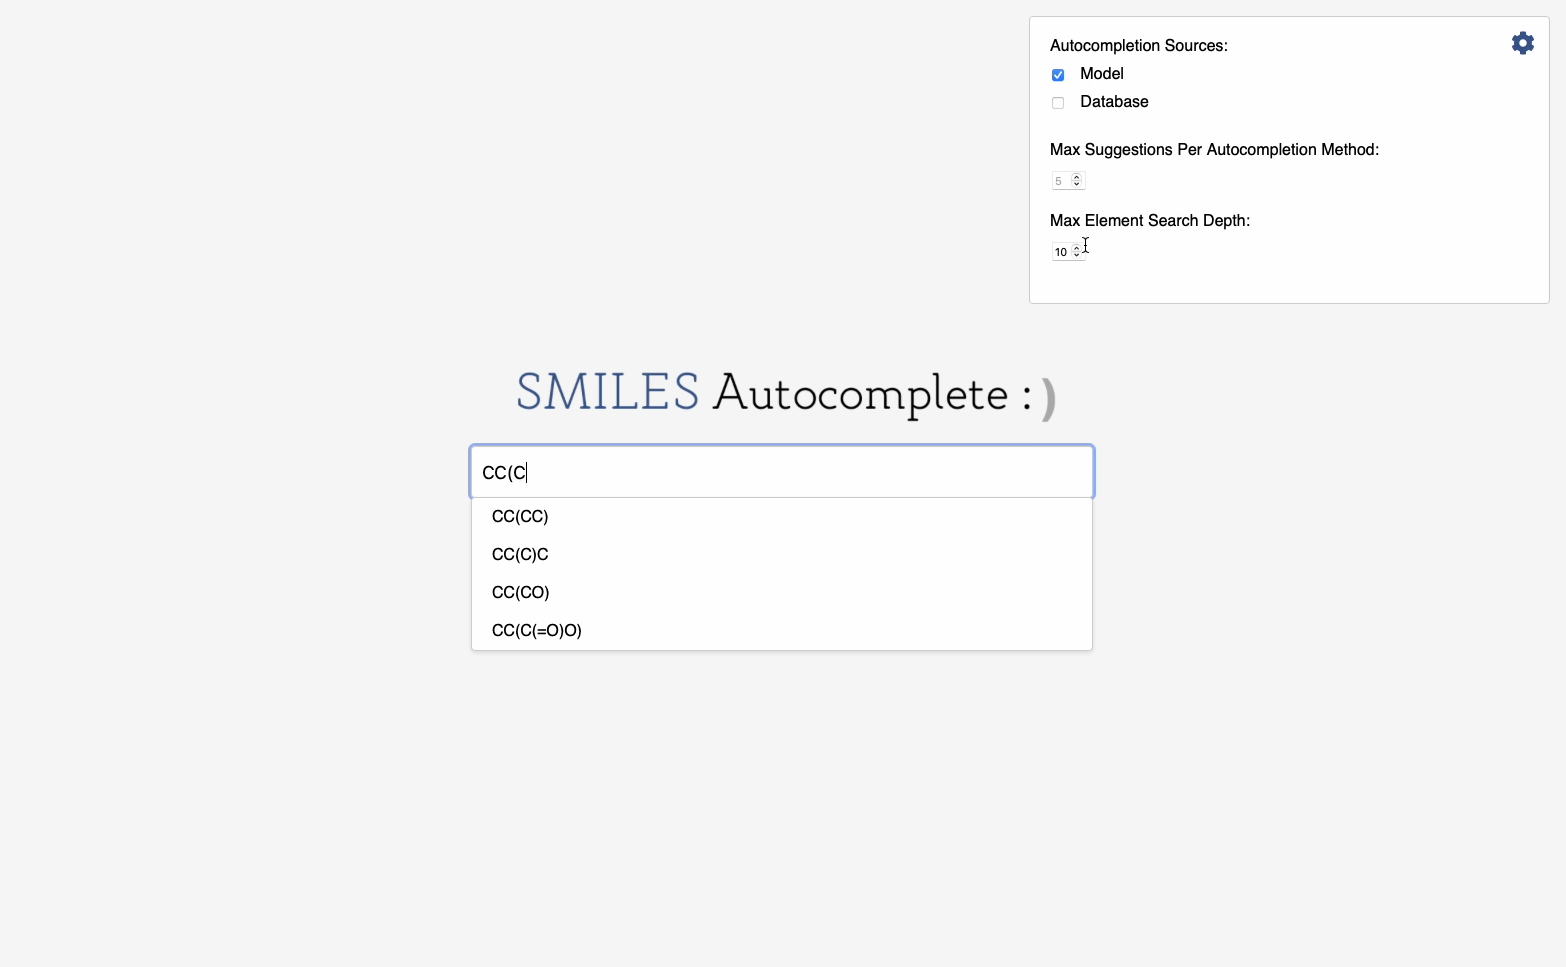 Autocompletion Sources:
Model
Database
Max Suggestions Per Autocompletion Method:
5
Max Element Search Depth:
10
SMILES Autocomplete :)
CC(C
CC(CC)
CC(C)C
CC(CO)
CC(C(=O)O)